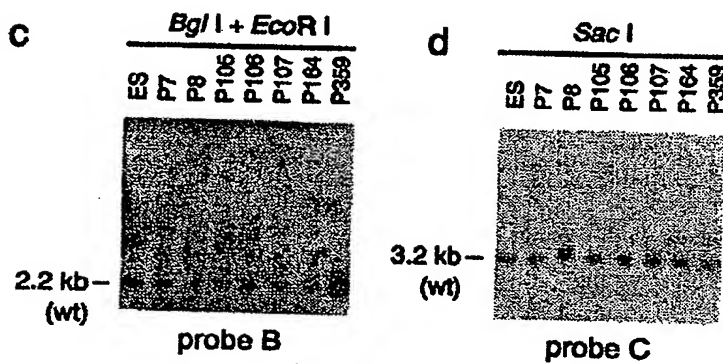 c
Bgl I + EcoR I
ES P7 P8 P105 P106 P107 P164 P359
2.2 kb
(wt)
probe B
d
Sac I
ES P7 P8 P105 P106 P107 P164 P359
3.2 kb
(wt)
probe C